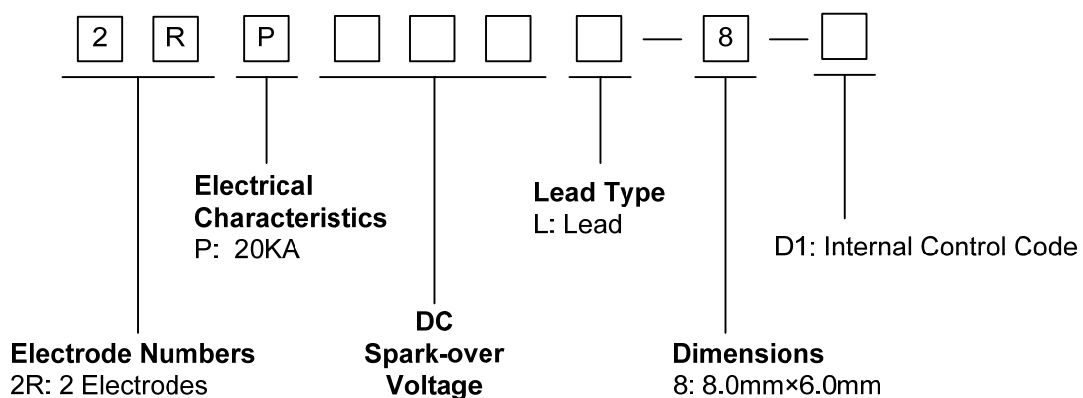 2 R P — 8 —
Electrical
Characteristics
P: 20KA
Lead Type
L: Lead
D1: Internal Control Code
Electrode Numbers
2R: 2 Electrodes
DC
Spark-over
Voltage
Dimensions
8: 8.0mm×6.0mm